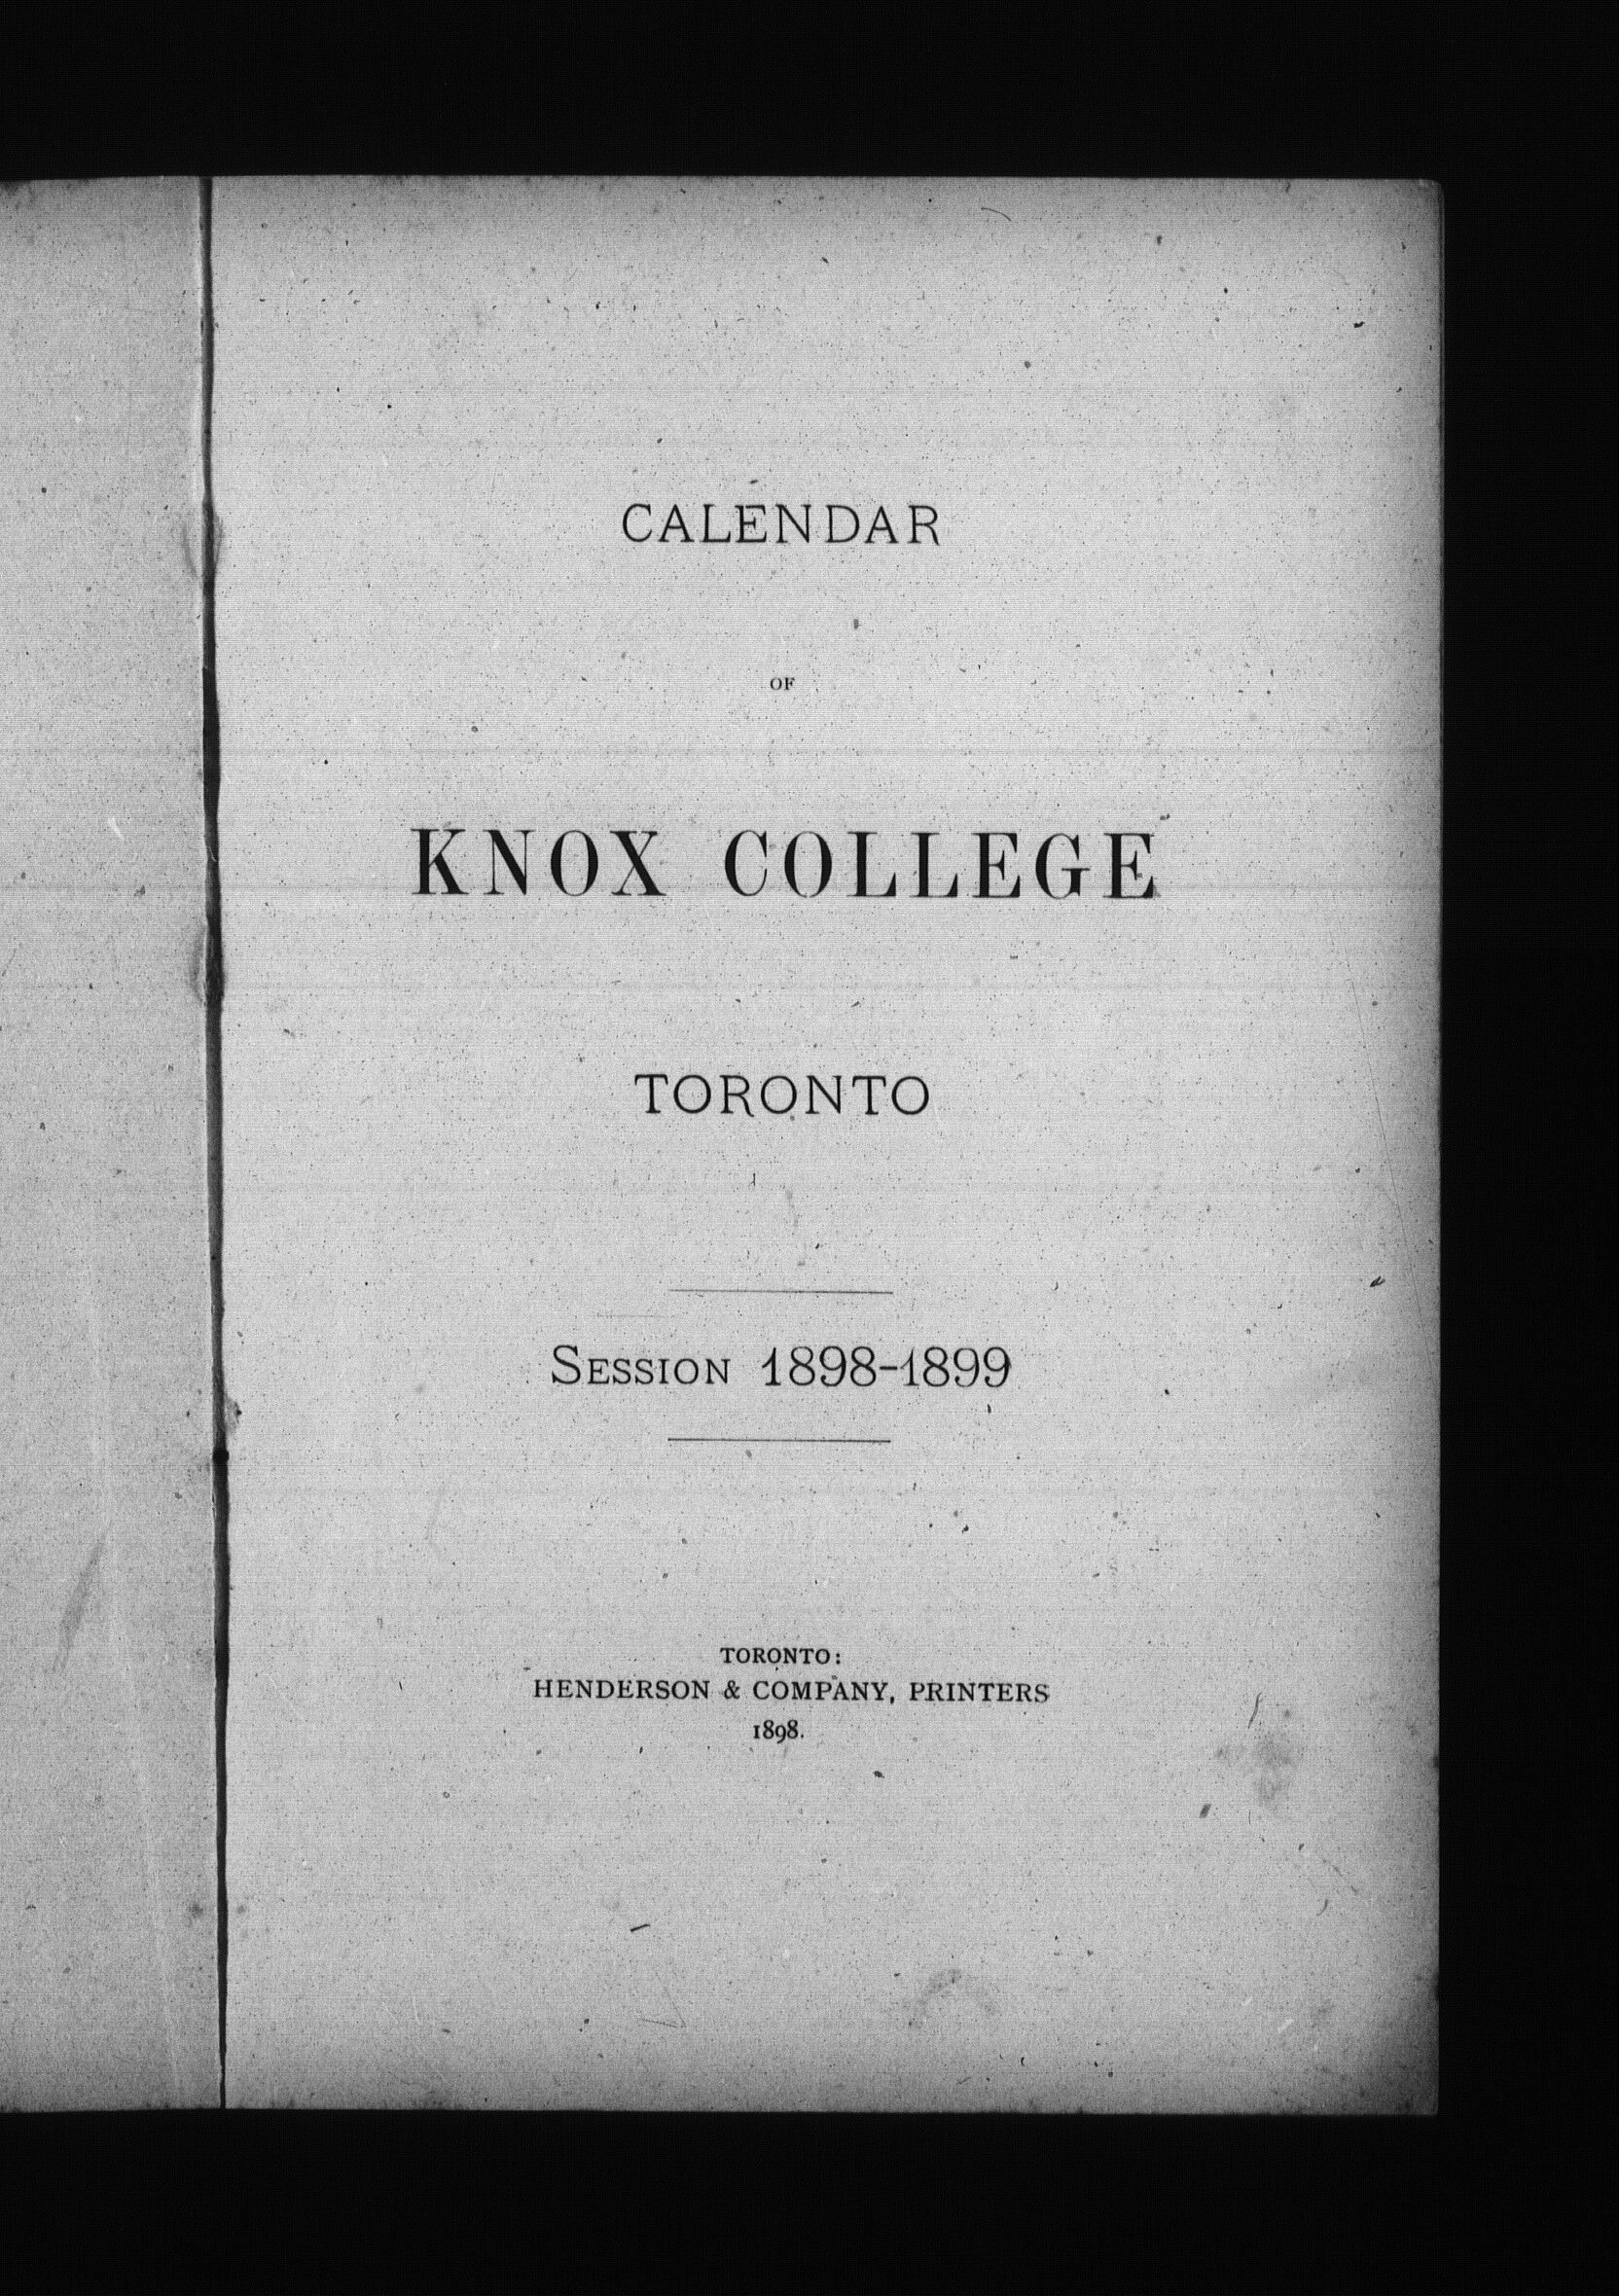 CALENDAR
OF
KNOX COLLEGE
TORONTO
SESSION 1898-1899
TORONTO:
HENDERSON & COMPANY, PRINTERS
1898.